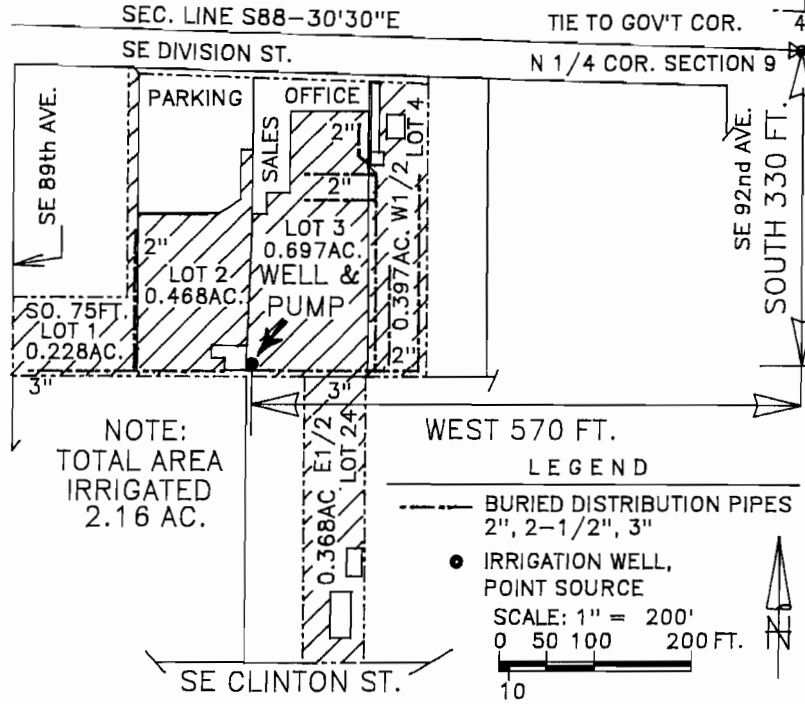 SEC. LINE S88-30'30"E
TIE TO GOV'T COR.
4
SE DIVISION ST.
N 1/4 COR. SECTION 9
SE 89th AVE.
PARKING
OFFICE
SALES
2"
LOT 4
W1/2
0.397AC.
SE 92nd AVE.
SOUTH 330 FT.
2"
LOT 3
0.697AC.
2"
LOT 2
0.468AC.
WELL &
PUMP
SO. 75FT.
LOT 1
0.228AC.
2"
3"
3"
WEST 570 FT.
NOTE:
TOTAL AREA
IRRIGATED
2.16 AC.
E1/2
LOT 24
0.368AC
LEGEND
BURIED DISTRIBUTION PIPES
2", 2-1/2", 3"
IRRIGATION WELL,
POINT SOURCE
SCALE: 1" = 200'
0 50 100 200 FT.
10
N
SE CLINTON ST.